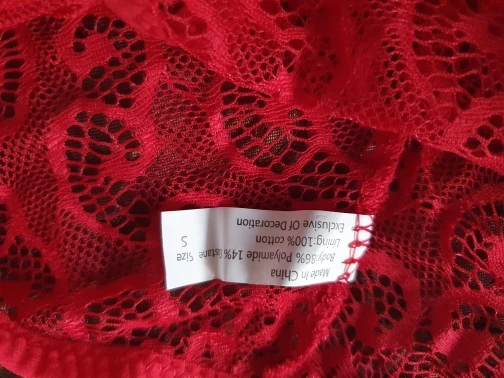 Made In China
Body:86% Polyamide 14% Elastane
Lining:100% cotton
Exclusive Of Decoration
Size
S